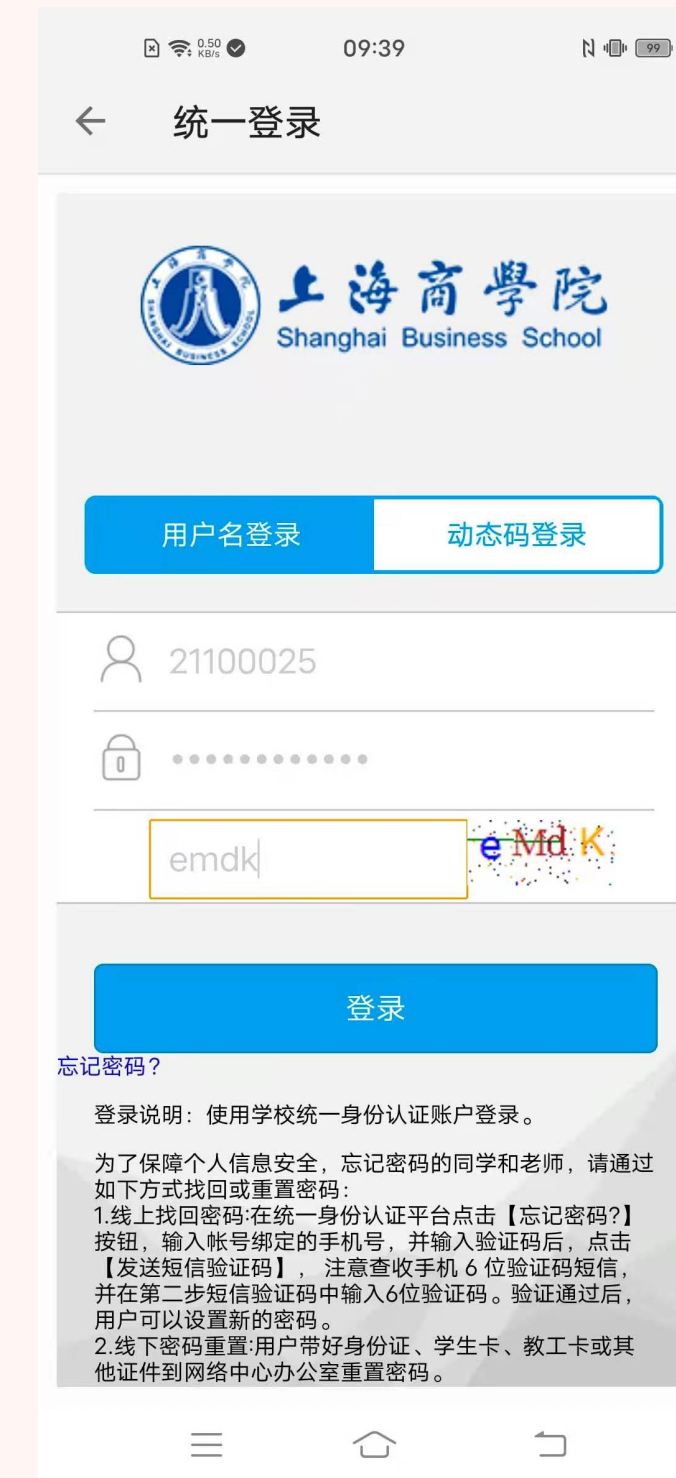 0.50 KB/s
09:39
99
统一登录
上海商學院
SHANGHAI BUSINESS SCHOOL
Shanghai Business School
用户名登录
动态码登录
21100025
emdk
eMdK
登录
忘记密码?
登录说明：使用学校统一身份认证账户登录。
为了保障个人信息安全，忘记密码的同学和老师，请通过
如下方式找回或重置密码：
1.线上找回密码:在统一身份认证平台点击【忘记密码?】
按钮，输入帐号绑定的手机号，并输入验证码后，点击
【发送短信验证码】， 注意查收手机 6 位验证码短信，
并在第二步短信验证码中输入6位验证码。验证通过后，
用户可以设置新的密码。
2.线下密码重置:用户带好身份证、学生卡、教工卡或其
他证件到网络中心办公室重置密码。